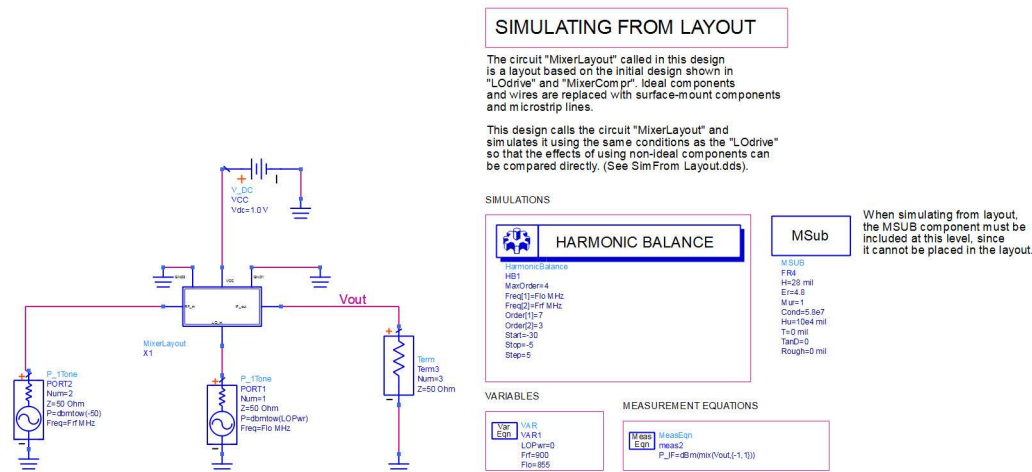 SIMULATING FROM LAYOUT
The circuit "MixerLayout" called in this design
is a layout based on the initial design shown in
"LOdrive" and "MixerCompr". Ideal components
and wires are replaced with surface-mount components
and microstrip lines.
This design calls the circuit "MixerLayout" and
simulates it using the same conditions as the "LOdrive"
so that the effects of using non-ideal components can
be compared directly. (See SimFrom Layout.dds).
SIMULATIONS
HARMONIC BALANCE
HarmonicBalance
HB1
MaxOrder=4
Freq[1]=Flo MHz
Freq[2]=Frf MHz
Order[1]=7
Order[2]=3
Start=-30
Stop=-5
Step=5
MSub
MSUB
FR4
H=28 mil
Er=4.8
Mur=1
Cond=5.8e7
Hu=10e4 mil
T=0 mil
TanD=0
Rough=0 mil
When simulating from layout,
the MSUB component must be
included at this level, since
it cannot be placed in the layout.
VARIABLES
Var
Eqn
VAR
VAR1
LOPwr=0
Frf=900
Flo=855
MEASUREMENT EQUATIONS
Meas
Eqn
MeasEqn
meas2
P_IF=dBm(mix(Vout,{-1,1}))
V_DC
VCC
Vdc=1.0 V
VCC
Vout
MixerLayout
X1
P_1Tone
PORT2
Num=2
Z=50 Ohm
P=dbmtow(-50)
Freq=Frf MHz
P_1Tone
PORT1
Num=1
Z=50 Ohm
P=dbmtow(LOPwr)
Freq=Flo MHz
Term
Term3
Num=3
Z=50 Ohm